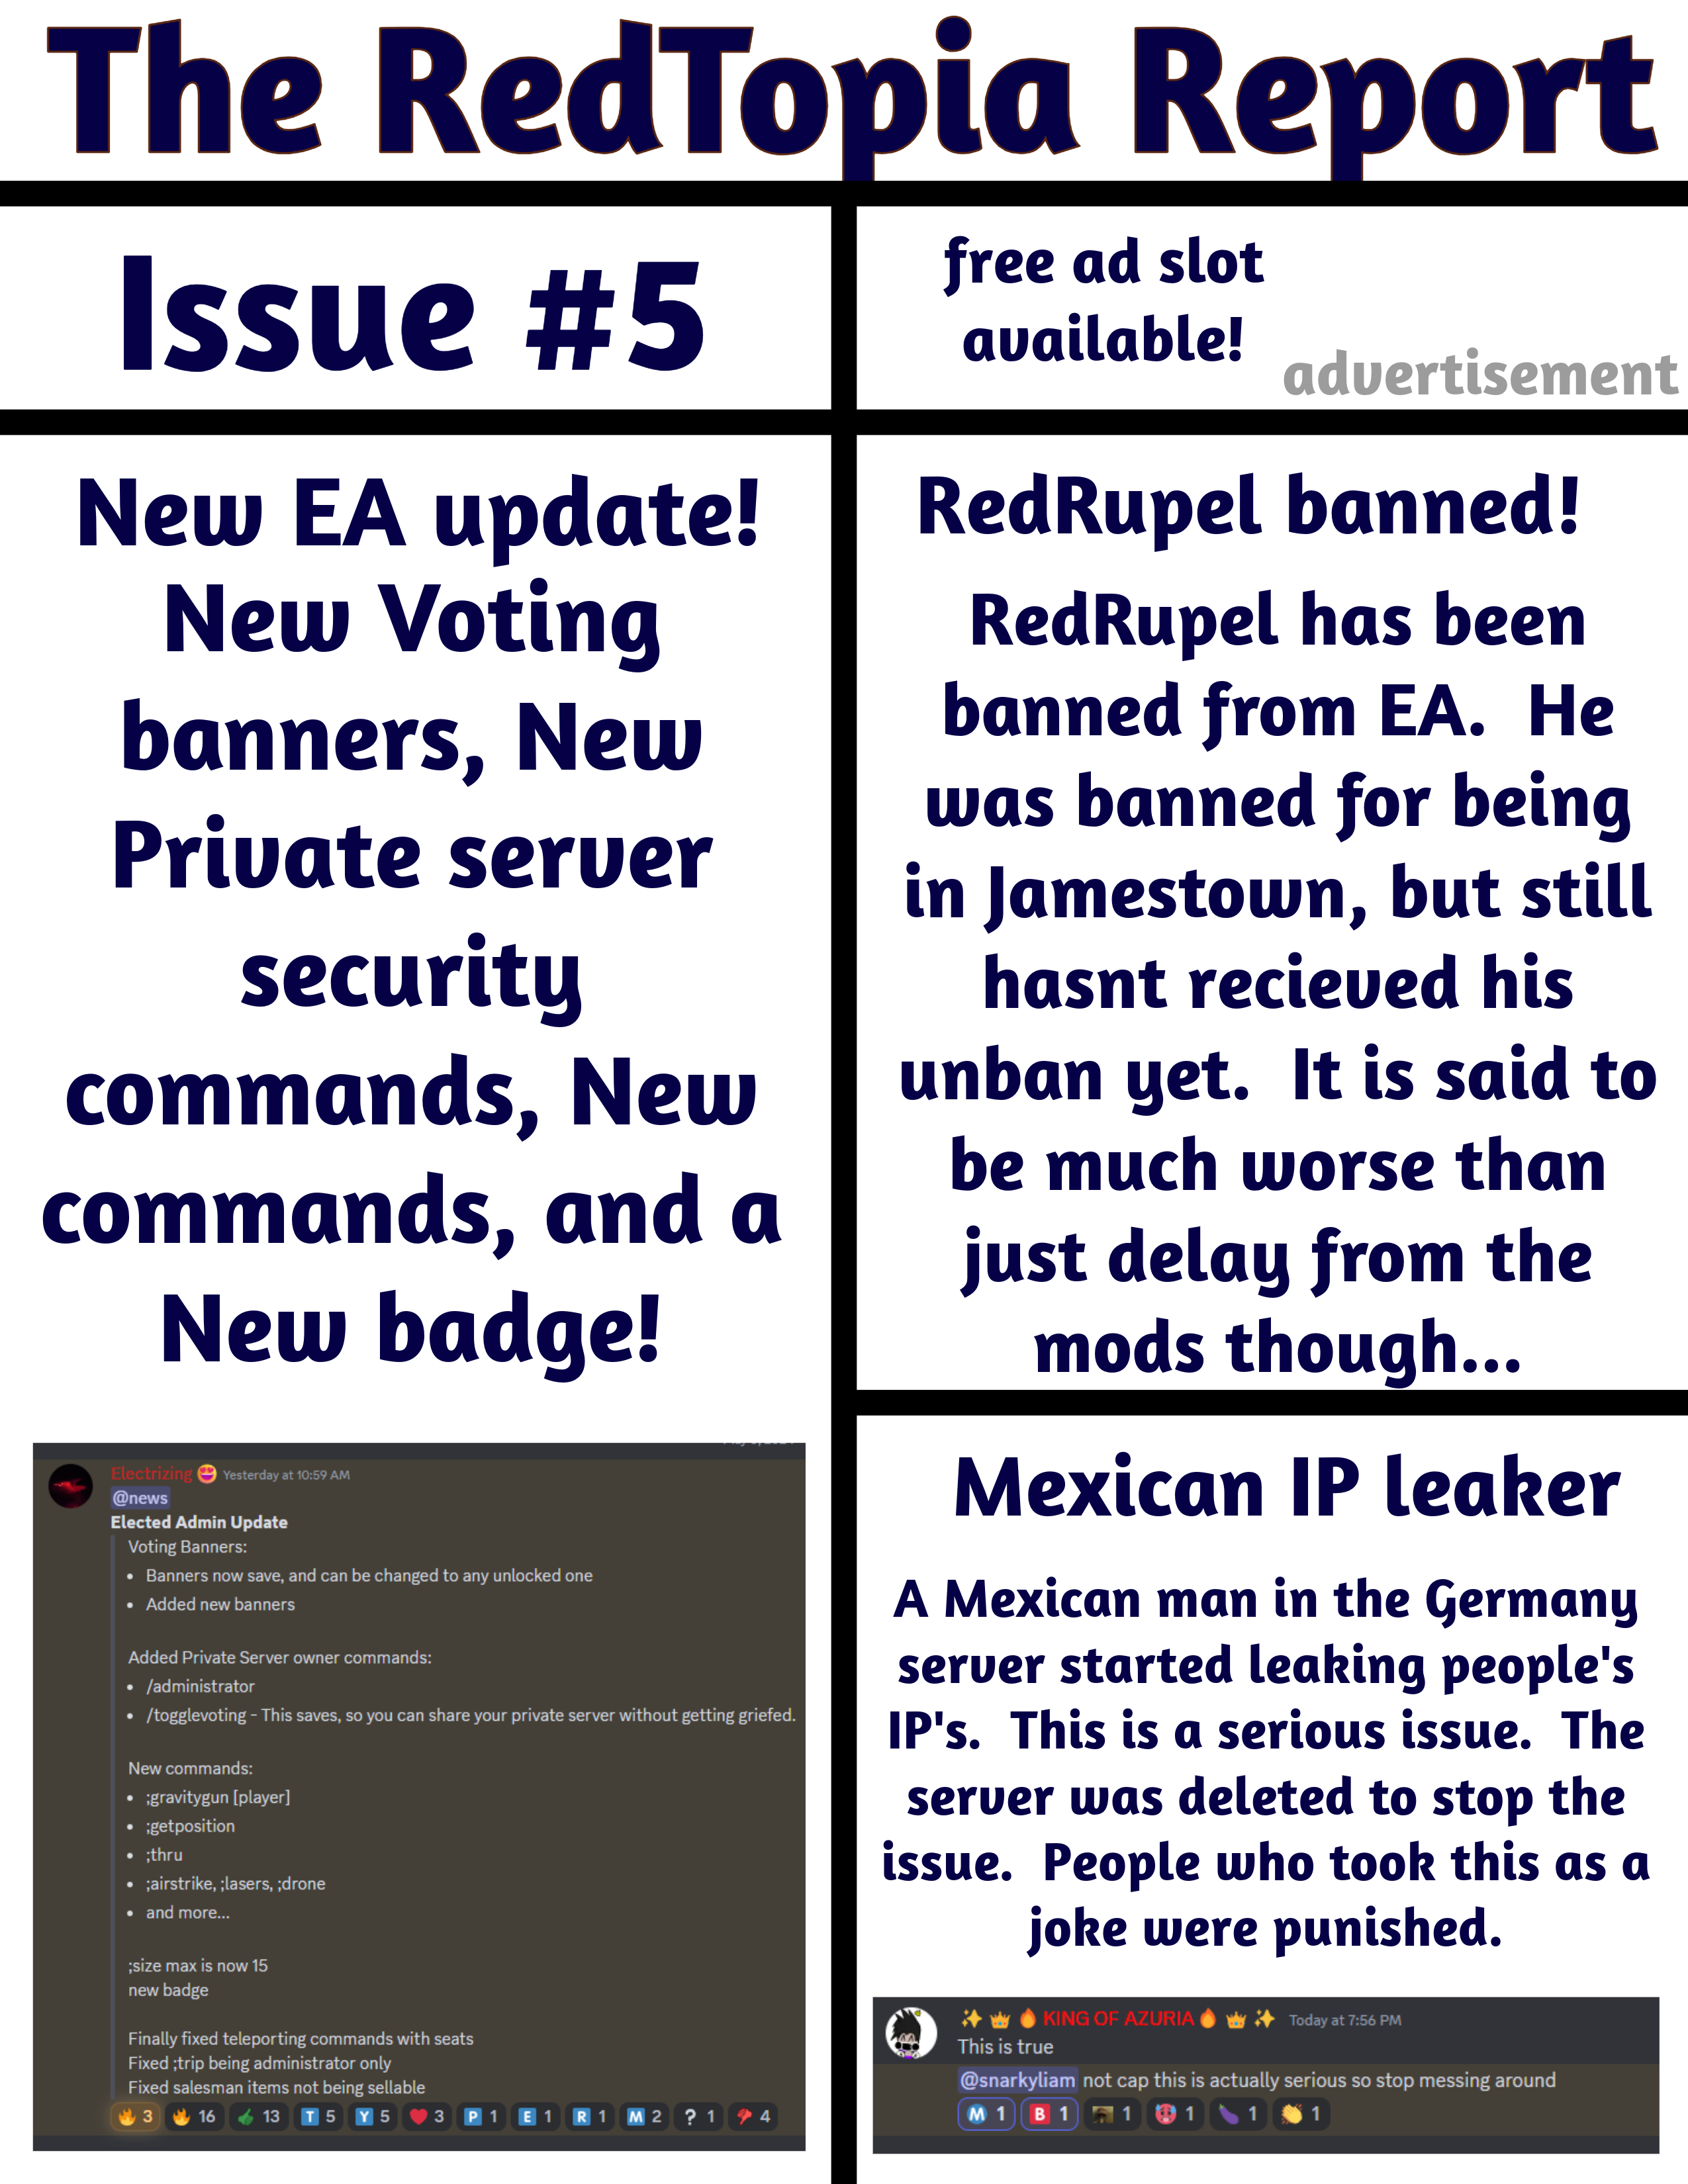 The RedTopia Report
Issue #5
free ad slot
available!
advertisement
New EA update!
New Voting
banners, New
Private server
security
commands, New
commands, and a
New badge!
Electrizing Yesterday at 10:59 AM
@news
Elected Admin Update
Voting Banners:
• Banners now save, and can be changed to any unlocked one
• Added new banners
Added Private Server owner commands:
• /administrator
• /togglevoting - This saves, so you can share your private server without getting griefed.
New commands:
• ;gravitygun [player]
• ;getposition
• ;thru
• ;airstrike, ;lasers, ;drone
• and more...
;size max is now 15
new badge
Finally fixed teleporting commands with seats
Fixed ;trip being administrator only
Fixed salesman items not being sellable
🔥 3 🔥 16 13 T 5 Y 5 ❤️ 3 P 1 E 1 R 1 M 2 ? 1 4
RedRupel banned!
RedRupel has been
banned from EA.  He
was banned for being
in Jamestown, but still
hasnt recieved his
unban yet.  It is said to
be much worse than
just delay from the
mods though...
Mexican IP leaker
A Mexican man in the Germany
server started leaking people's
IP's.  This is a serious issue.  The
server was deleted to stop the
issue.  People who took this as a
joke were punished.
✨ 👑 🔥 KING OF AZURIA 🔥 👑 ✨ Today at 7:56 PM
This is true
@snarkyliam not cap this is actually serious so stop messing around
M 1 B 1 1 🥵 1 🍆 1 👏 1